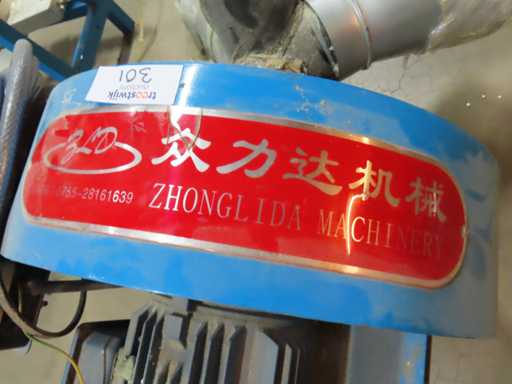 troostwijk
301
ZLD
众力达机械
0755-28161639
ZHONGLIDA MACHINERY